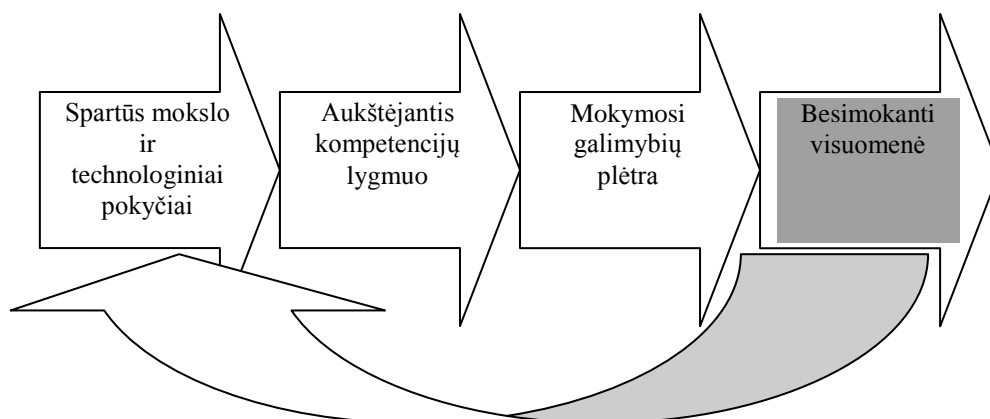 Spartūs mokslo
ir
technologiniai
pokyčiai
Aukštėjantis
kompetencijų
lygmuo
Mokymosi
galimybių
plėtra
Besimokanti
visuomenė